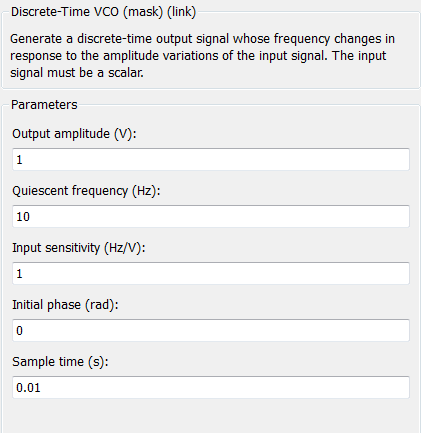 Discrete-Time VCO (mask) (link)
Generate a discrete-time output signal whose frequency changes in
response to the amplitude variations of the input signal. The input
signal must be a scalar.
Parameters
Output amplitude (V):
1
Quiescent frequency (Hz):
10
Input sensitivity (Hz/V):
1
Initial phase (rad):
0
Sample time (s):
0.01